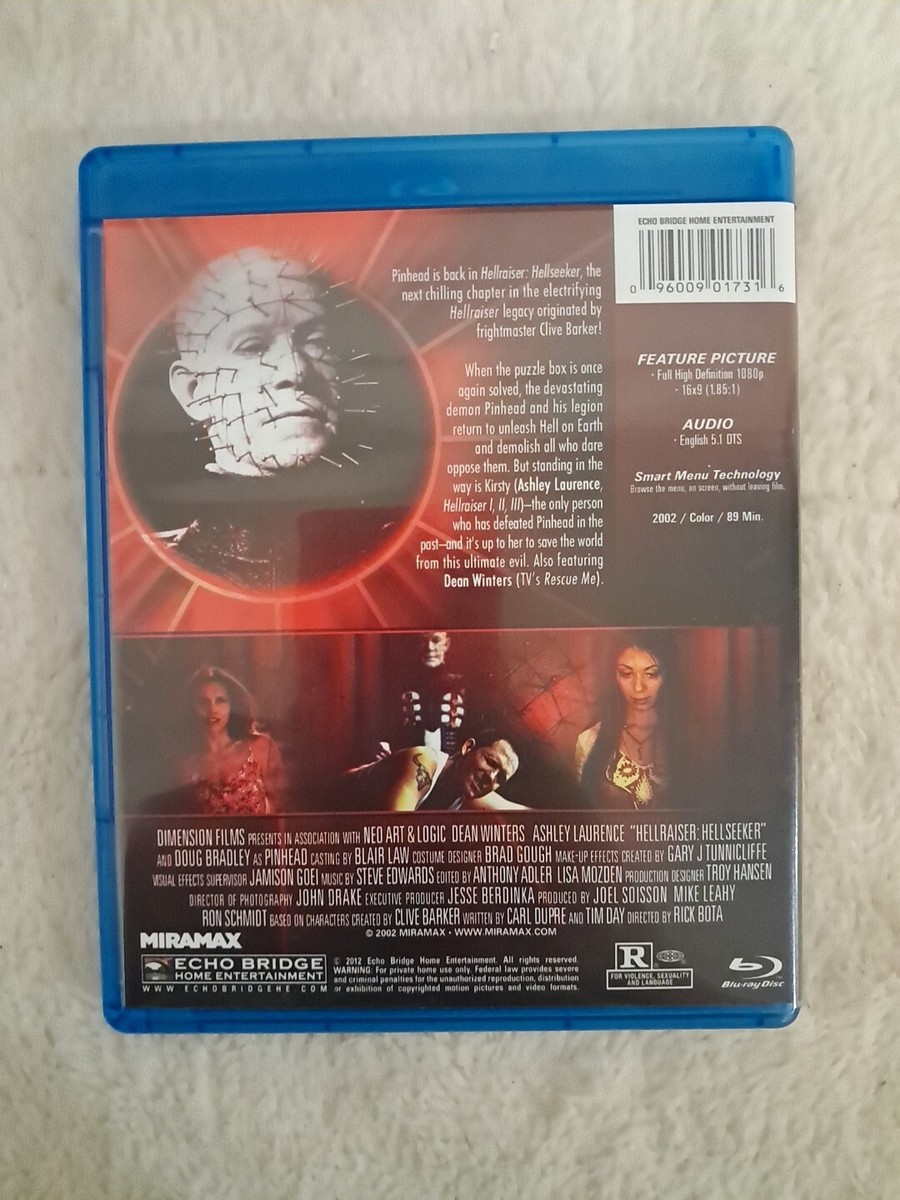 ECHO BRIDGE HOME ENTERTAINMENT
0 96009 01731 6
Pinhead is back in Hellraiser: Hellseeker, the
next chilling chapter in the electrifying
Hellraiser legacy originated by
frightmaster Clive Barker!
When the puzzle box is once
again solved, the devastating
demon Pinhead and his legion
return to unleash Hell on Earth
and demolish all who dare
oppose them. But standing in the
way is Kirsty (Ashley Laurence,
Hellraiser I, II, III)–the only person
who has defeated Pinhead in the
past–and it's up to her to save the world
from this ultimate evil. Also featuring
Dean Winters (TV's Rescue Me).
FEATURE PICTURE
· Full High Definition 1080p
· 16x9 (1.85:1)
AUDIO
· English 5.1 DTS
Smart Menu Technology
Browse the menu, on screen, without leaving film.
2002 / Color / 89 Min.
DIMENSION FILMS PRESENTS IN ASSOCIATION WITH NEO ART & LOGIC DEAN WINTERS ASHLEY LAURENCE "HELLRAISER: HELLSEEKER"
AND DOUG BRADLEY AS PINHEAD CASTING BY BLAIR LAW COSTUME DESIGNER BRAD GOUGH MAKE-UP EFFECTS CREATED BY GARY J TUNNICLIFFE
VISUAL EFFECTS SUPERVISOR JAMISON GOEI MUSIC BY STEVE EDWARDS EDITED BY ANTHONY ADLER LISA MOZDEN PRODUCTION DESIGNER TROY HANSEN
DIRECTOR OF PHOTOGRAPHY JOHN DRAKE EXECUTIVE PRODUCER JESSE BERDINKA PRODUCED BY JOEL SOISSON MIKE LEAHY
RON SCHMIDT BASED ON CHARACTERS CREATED BY CLIVE BARKER WRITTEN BY CARL DUPRE AND TIM DAY DIRECTED BY RICK BOTA
© 2002 MIRAMAX · WWW.MIRAMAX.COM
MIRAMAX
ECHO BRIDGE
HOME ENTERTAINMENT
WWW.ECHOBRIDGEHE.COM
© 2012 Echo Bridge Home Entertainment. All rights reserved.
WARNING: For private home use only. Federal law provides severe
and criminal penalties for the unauthorized reproduction, distribution
or exhibition of copyrighted motion pictures and video formats.
R
FOR VIOLENCE, SEXUALITY
AND LANGUAGE
Blu-ray Disc